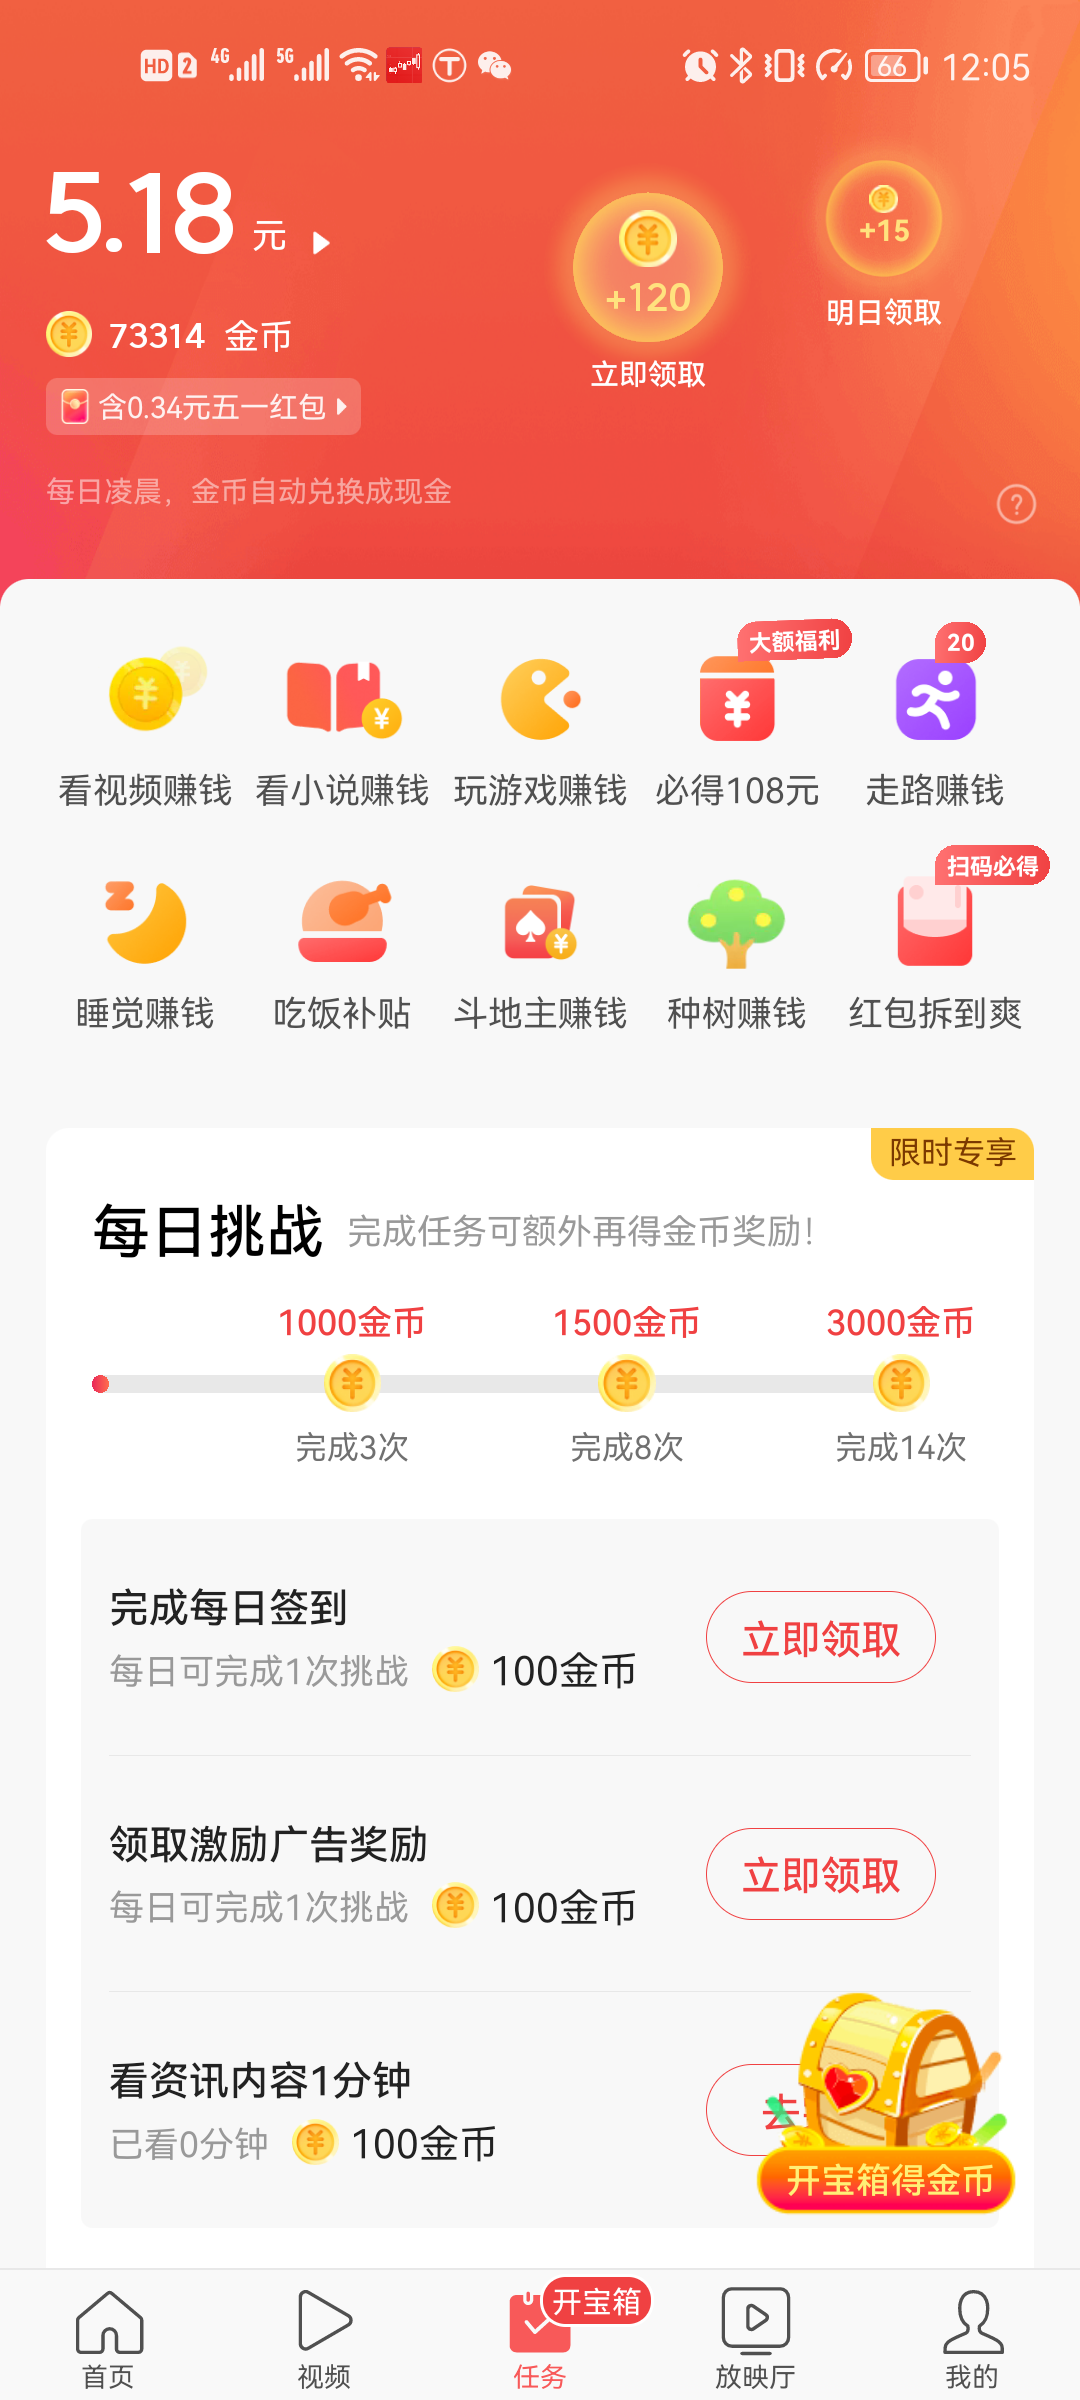 HD 2 4G 5G 66 12:05
5.18 元
+120
+15
立即领取
明日领取
73314 金币
含0.34元五一红包
每日凌晨，金币自动兑换成现金
?
大额福利
20
看视频赚钱
看小说赚钱
玩游戏赚钱
必得108元
走路赚钱
扫码必得
睡觉赚钱
吃饭补贴
斗地主赚钱
种树赚钱
红包拆到爽
限时专享
每日挑战 完成任务可额外再得金币奖励!
1000金币
1500金币
3000金币
完成3次
完成8次
完成14次
完成每日签到
每日可完成1次挑战 100金币
立即领取
领取激励广告奖励
每日可完成1次挑战 100金币
立即领取
看资讯内容1分钟
已看0分钟 100金币
去
开宝箱得金币
开宝箱
首页
视频
任务
放映厅
我的